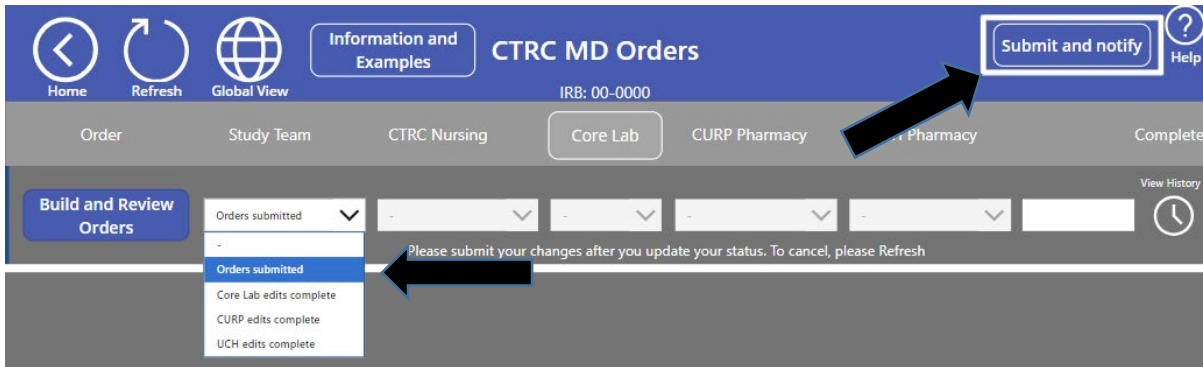 Information and
Examples
CTRC MD Orders
Submit and notify
?
Help
Home
Refresh
Global View
IRB: 00-0000
Order
Study Team
CTRC Nursing
Core Lab
CURP Pharmacy
Pharmacy
Complete
View History
Build and Review
Orders
Orders submitted
-
-
-
-
Please submit your changes after you update your status. To cancel, please Refresh
-
Orders submitted
Core Lab edits complete
CURP edits complete
UCH edits complete